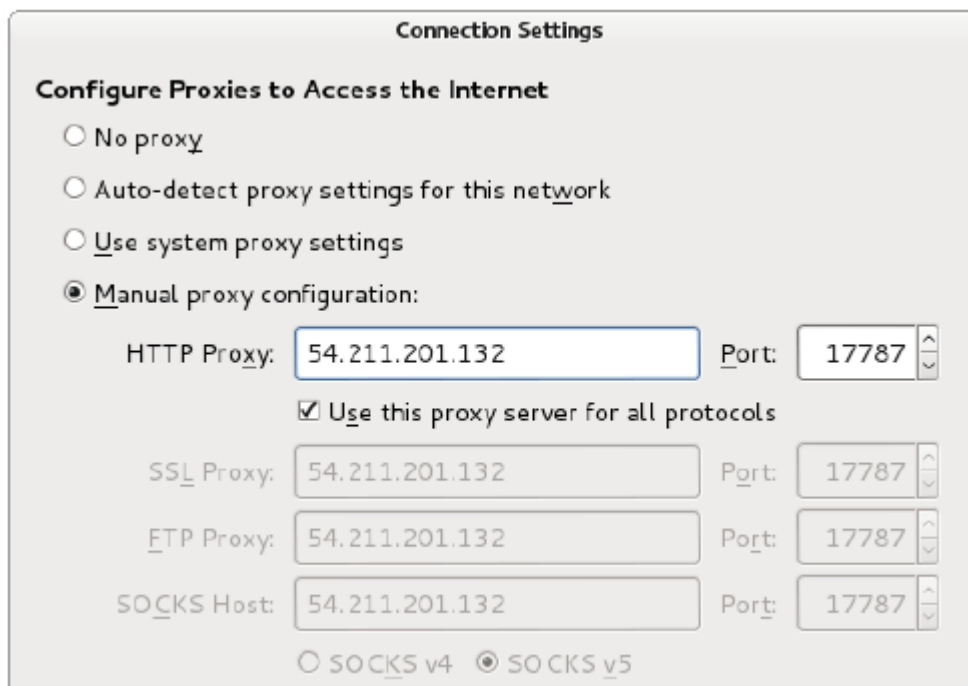 Connection Settings
Configure Proxies to Access the Internet
No proxy
Auto-detect proxy settings for this network
Use system proxy settings
Manual proxy configuration:
HTTP Proxy: 54.211.201.132 Port: 17787
Use this proxy server for all protocols
SSL Proxy: 54.211.201.132 Port: 17787
FTP Proxy: 54.211.201.132 Port: 17787
SOCKS Host: 54.211.201.132 Port: 17787
SOCKS v4 SOCKS v5